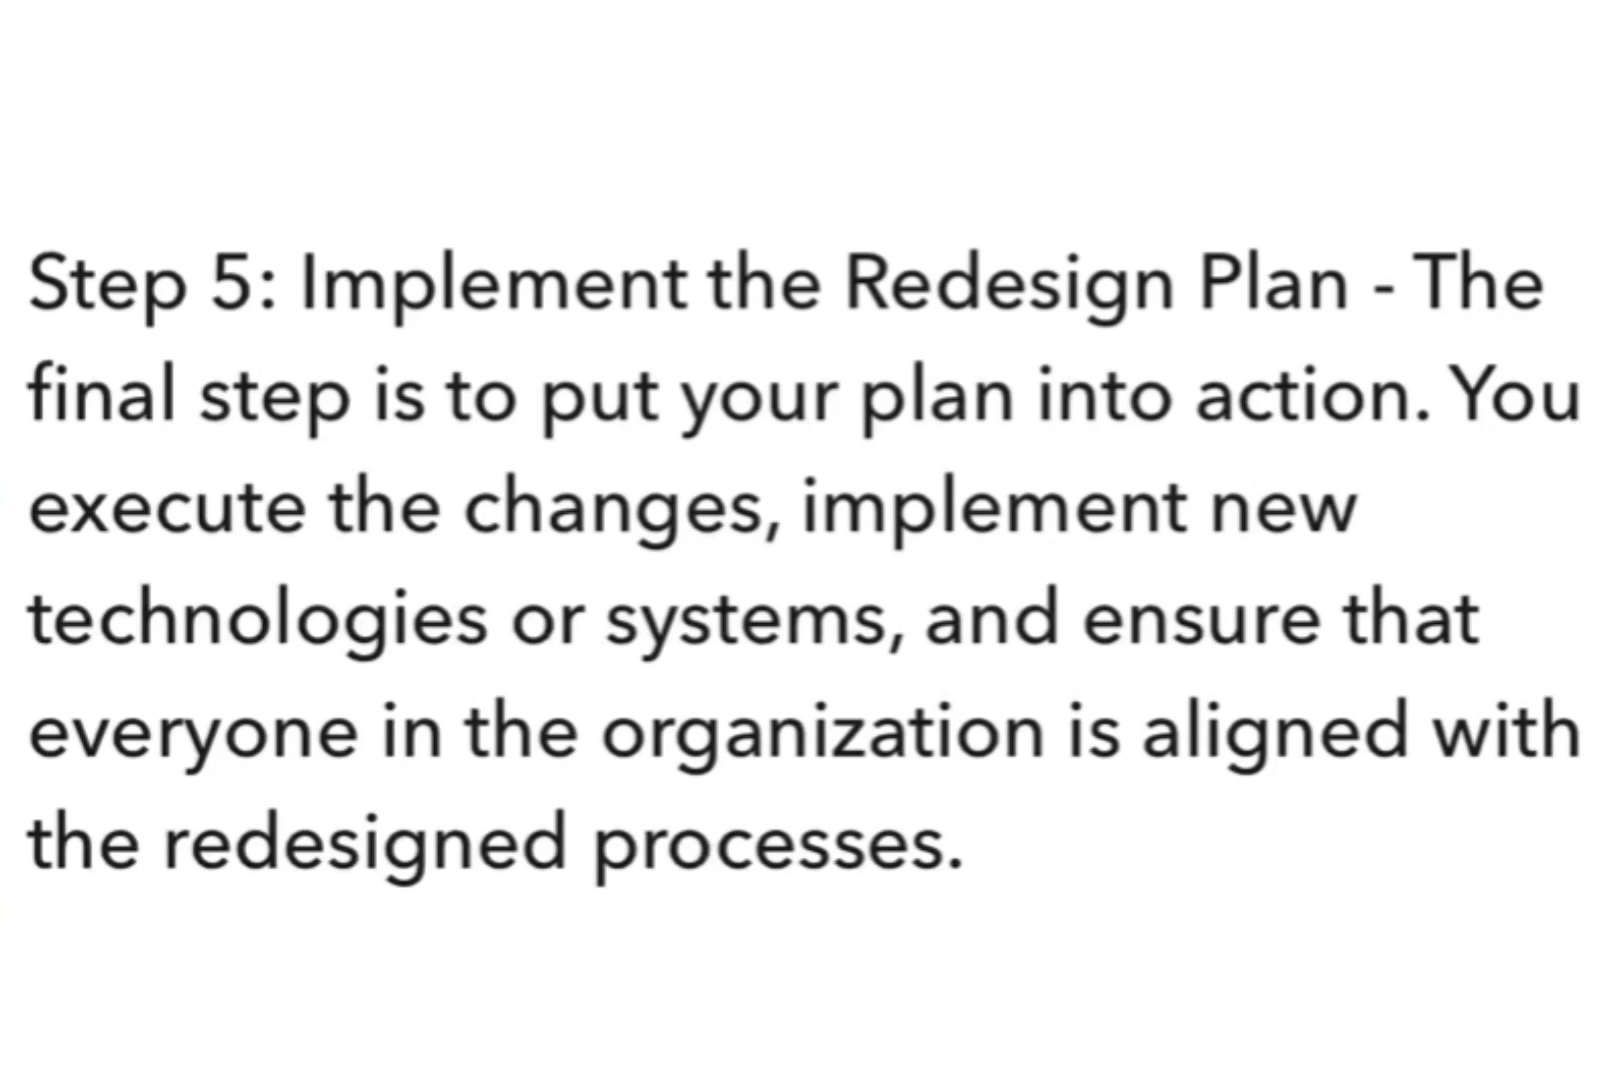 Step 5: Implement the Redesign Plan - The
final step is to put your plan into action. You
execute the changes, implement new
technologies or systems, and ensure that
everyone in the organization is aligned with
the redesigned processes.